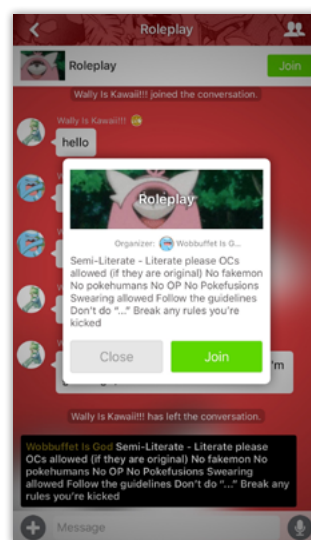 Roleplay
Roleplay
Join
Wally Is Kawaii!!! joined the conversation.
Wally Is Kawaii!!!
hello
Roleplay
Organizer: Wobbuffet Is G...
Semi-Literate - Literate please OCs
allowed (if they are original) No fakemon
No pokehumans No OP No Pokefusions
Swearing allowed Follow the guidelines
Don't do "..." Break any rules you're
kicked
Close
Join
'm
Wally Is Kawaii!!! has left the conversation.
Wobbuffet Is God Semi-Literate - Literate please
OCs allowed (if they are original) No fakemon No
pokehumans No OP No Pokefusions Swearing
allowed Follow the guidelines Don't do "..." Break any
rules you're kicked
Message